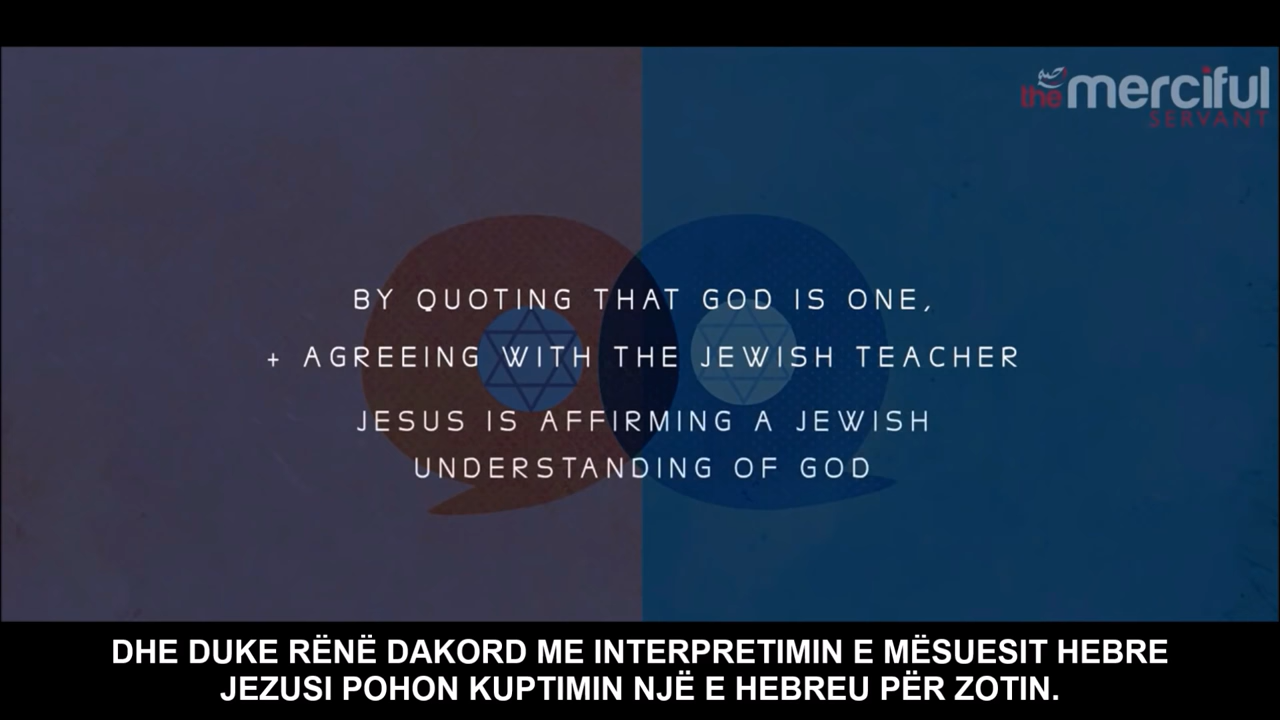 the merciful
SERVANT
BY QUOTING THAT GOD IS ONE,
+ AGREEING WITH THE JEWISH TEACHER
JESUS IS AFFIRMING A JEWISH
UNDERSTANDING OF GOD
DHE DUKE RËNË DAKORD ME INTERPRETIMIN E MËSUESIT HEBRE
JEZUSI POHON KUPTIMIN NJË E HEBREU PËR ZOTIN.